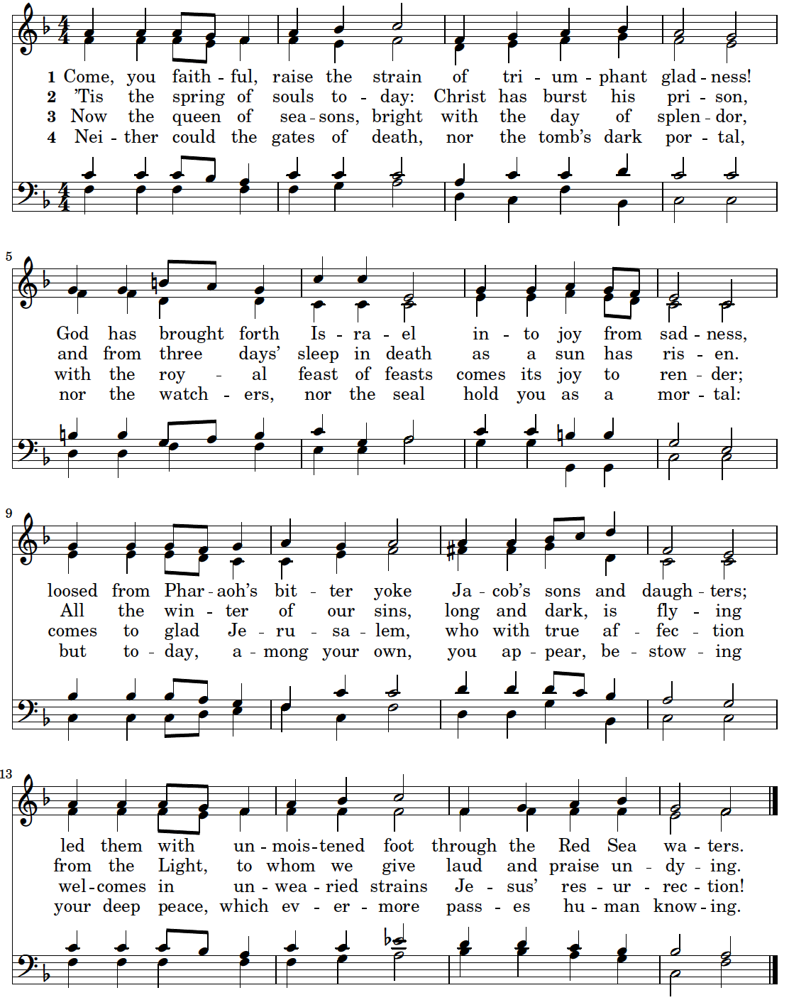 4 4
1 Come, you faith - ful, raise the strain of tri - um - phant glad - ness!
2 'Tis the spring of souls to - day: Christ has burst his pri - son,
3 Now the queen of sea - sons, bright with the day of splen - dor,
4 Nei - ther could the gates of death, nor the tomb's dark por - tal,
4 4
5
God has brought forth Is - ra - el in - to joy from sad - ness,
and from three days' sleep in death as a sun has ris - en.
with the roy - al feast of feasts comes its joy to ren - der;
nor the watch - ers, nor the seal hold you as a mor - tal:
9
loosed from Phar - aoh's bit - ter yoke Ja - cob's sons and daugh - ters;
All the win - ter of our sins, long and dark, is fly - ing
comes to glad Je - ru - sa - lem, who with true af - fec - tion
but to - day, a - mong your own, you ap - pear, be - stow - ing
13
led them with un - mois - tened foot through the Red Sea wa - ters.
from the Light, to whom we give laud and praise un - dy - ing.
wel - comes in un - wea - ried strains Je - sus' res - ur - rec - tion!
your deep peace, which ev - er - more pass - es hu - man know - ing.